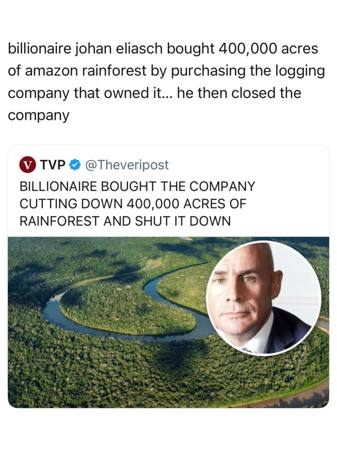 billionaire johan eliasch bought 400,000 acres
of amazon rainforest by purchasing the logging
company that owned it... he then closed the
company
V TVP @Theveripost
BILLIONAIRE BOUGHT THE COMPANY
CUTTING DOWN 400,000 ACRES OF
RAINFOREST AND SHUT IT DOWN